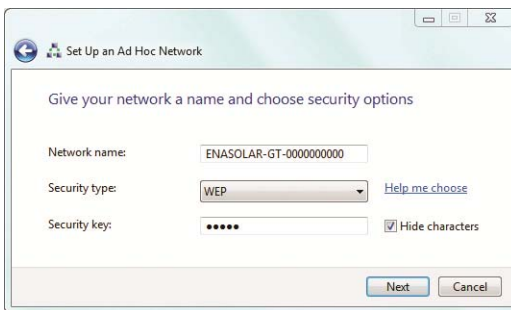 Set Up an Ad Hoc Network
Give your network a name and choose security options
Network name: ENASOLAR-GT-0000000000
Security type: WEP Help me choose
Security key: ••••• Hide characters
Next Cancel